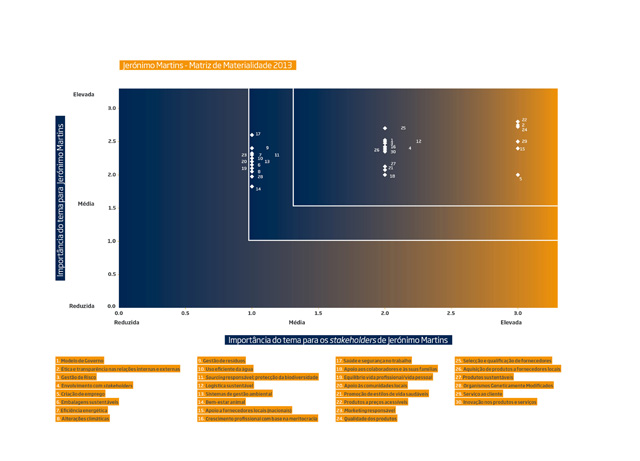 Jerónimo Martins - Matriz de Materialidade 2013
Importância do tema para Jerónimo Martins
Elevada
3.0
2.5
2.0
Média
1.5
1.0
0.5
Reduzida
0.0
22
2
24
25
17
12
29
9
4
16
26
30
23
7
11
10
20
13
6
27
19
21
8
28
18
14
0.0
0.5
1.0
1.5
2.0
2.5
3.0
Reduzida
Média
Elevada
Importância do tema para os stakeholders de Jerónimo Martins
1 Modelo de Governo
2 Ética e transparência nas relações internas e externas
3 Gestão de Risco
4 Envolvimento com stakeholders
5 Criação de emprego
6 Embalagens sustentáveis
7 Eficiência energética
8 Alterações climáticas
9 Gestão de resíduos
10 Uso eficiente da água
11 Sourcing responsável: protecção da biodiversidade
12 Logística sustentável
13 Sistemas de gestão ambiental
14 Bem-estar animal
15 Apoio a fornecedores locais (nacionais)
16 Crescimento profissional com base na meritocracia
17 Saúde e segurança no trabalho
18 Apoio aos colaboradores e às suas famílias
19 Equilíbrio vida profissional/vida pessoal
20 Apoio às comunidades locais
21 Promoção de estilos de vida saudáveis
22 Produtos a preços acessíveis
23 Marketing responsável
24 Qualidade dos produtos
25 Selecção e qualificação de fornecedores
26 Aquisição de produtos a fornecedores locais
27 Produtos sustentáveis
28 Organismos Geneticamente Modificados
29 Serviço ao cliente
30 Inovação nos produtos e serviços